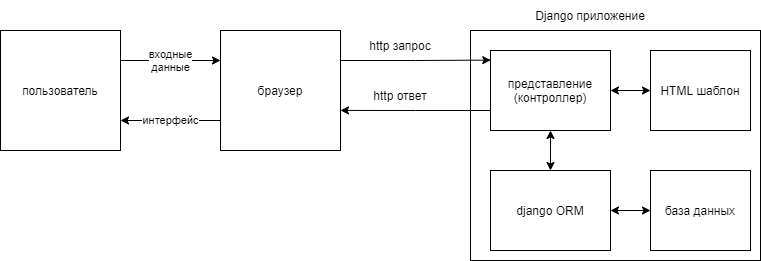 Django приложение
пользователь
входные
данные
интерфейс
браузер
http запрос
http ответ
представление
(контроллер)
HTML шаблон
django ORM
база данных